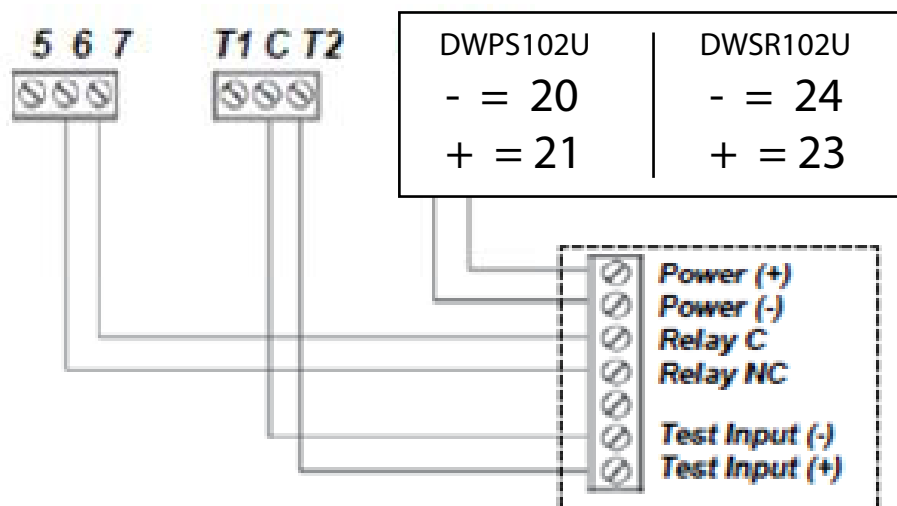 5 6 7
T1 C T2
DWPS102U
- = 20
+ = 21
DWSR102U
- = 24
+ = 23
Power (+)
Power (-)
Relay C
Relay NC
Test Input (-)
Test Input (+)